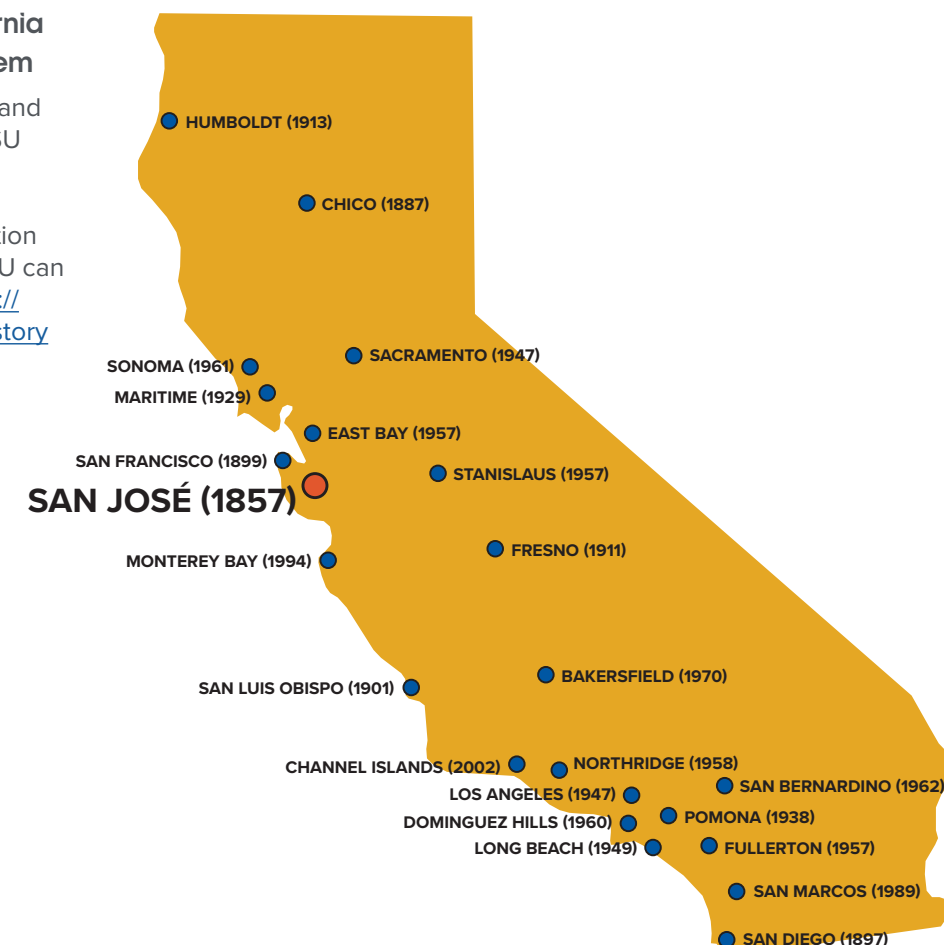 rnia
em
and
SU
tion
U can
://
story
HUMBOLDT (1913)
CHICO (1887)
SACRAMENTO (1947)
SONOMA (1961)
MARITIME (1929)
EAST BAY (1957)
SAN FRANCISCO (1899)
STANISLAUS (1957)
SAN JOSÉ (1857)
FRESNO (1911)
MONTEREY BAY (1994)
BAKERSFIELD (1970)
SAN LUIS OBISPO (1901)
CHANNEL ISLANDS (2002)
NORTHRIDGE (1958)
SAN BERNARDINO (1962)
LOS ANGELES (1947)
POMONA (1938)
DOMINGUEZ HILLS (1960)
LONG BEACH (1949)
FULLERTON (1957)
SAN MARCOS (1989)
SAN DIEGO (1897)